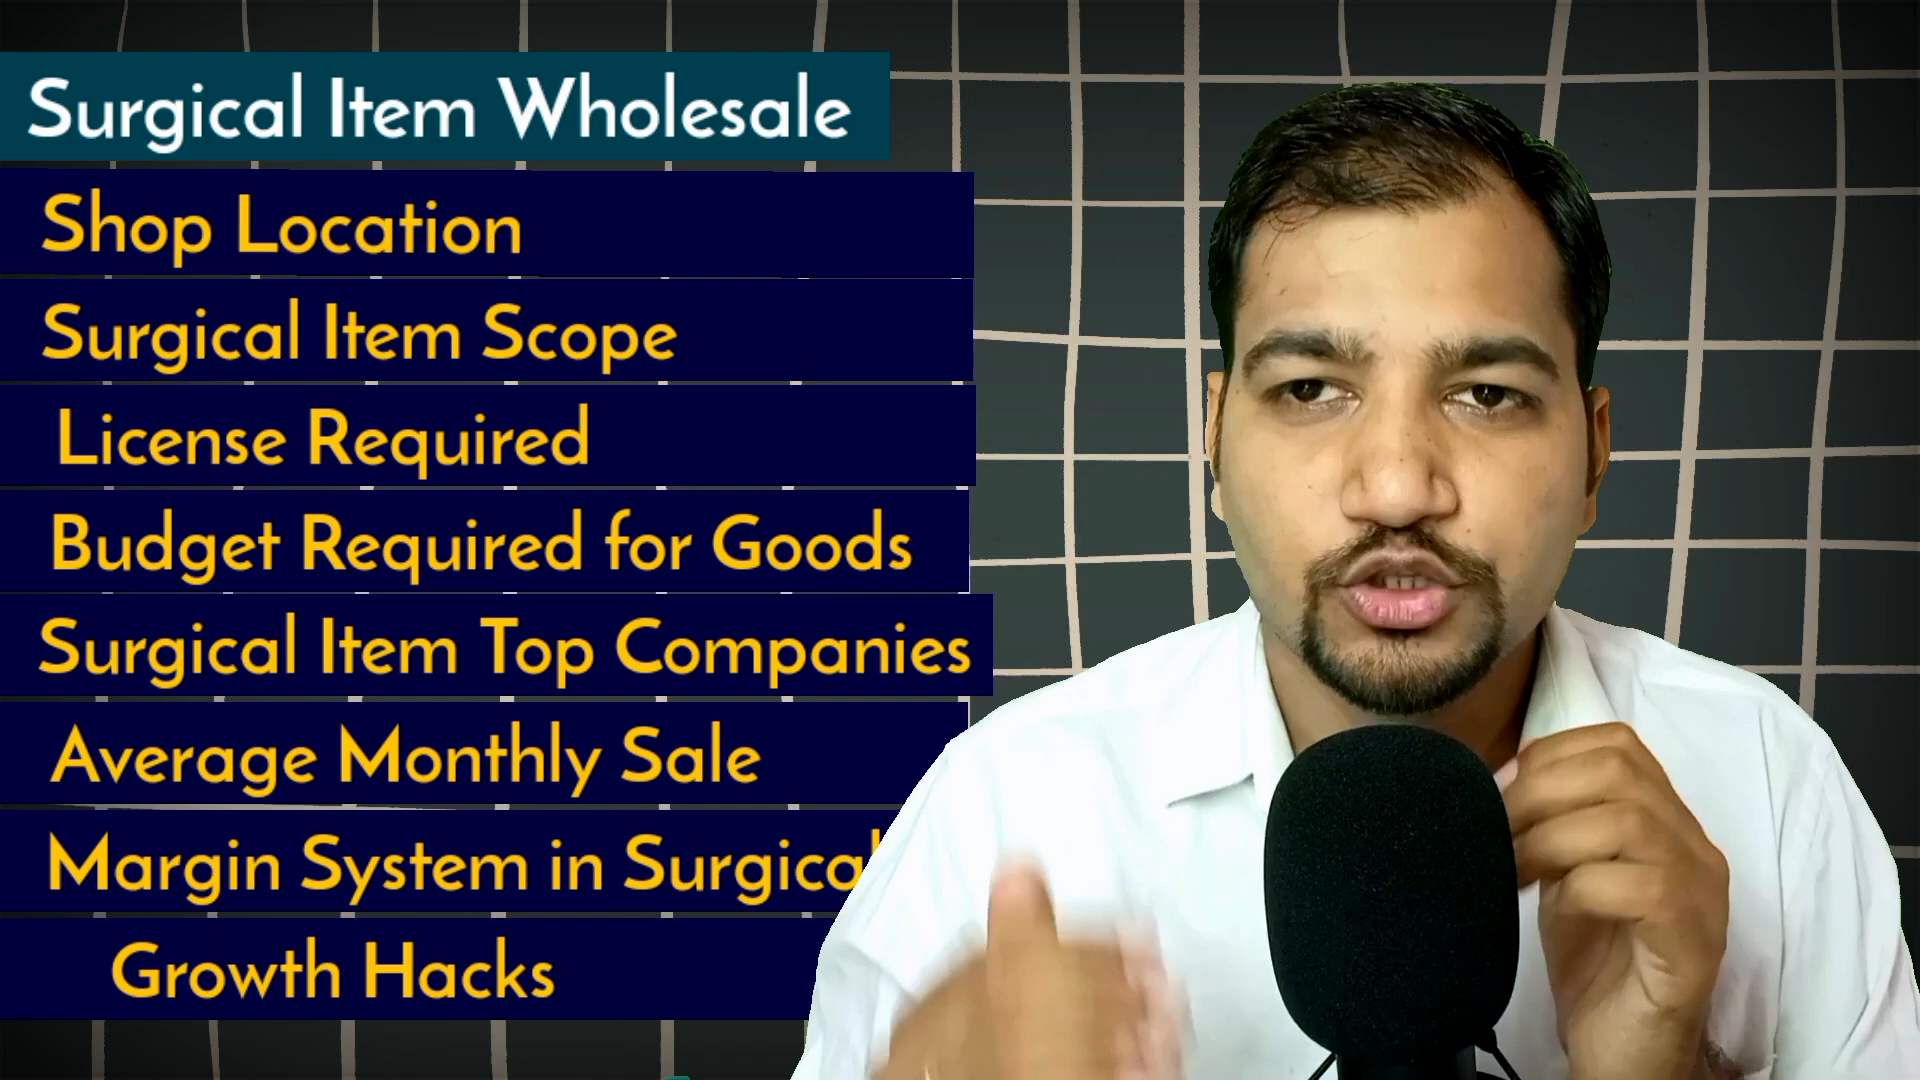 Surgical Item Wholesale
Shop Location
Surgical Item Scope
License Required
Budget Required for Goods
Surgical Item Top Companies
Average Monthly Sale
Margin System in Surgical
Growth Hacks